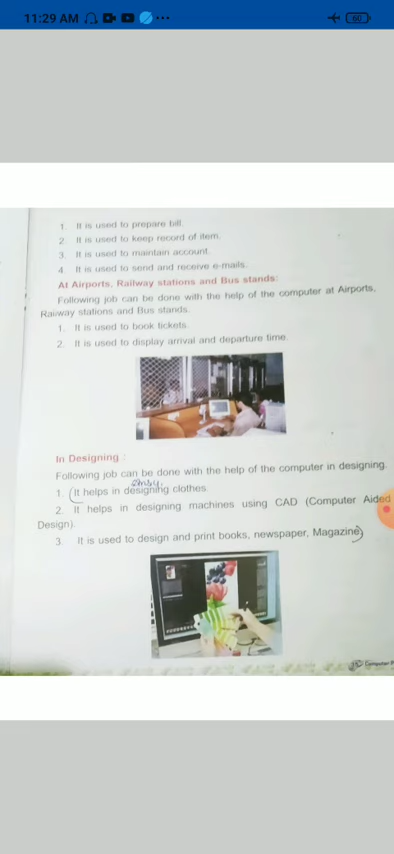 11:29 AM
60
1. It is used to prepare bill.
2. It is used to keep record of item.
3. It is used to maintain account.
4. It is used to send and receive e-mails.
At Airports, Railway stations and Bus stands:
Following job can be done with the help of the computer at Airports,
Railway stations and Bus stands.
1. It is used to book tickets.
2. It is used to display arrival and departure time.
In Designing :
Following job can be done with the help of the computer in designing.
1. (It helps in designing clothes.
2. It helps in designing machines using CAD (Computer Aided
Design).
3. It is used to design and print books, newspaper, Magazine)
Computer